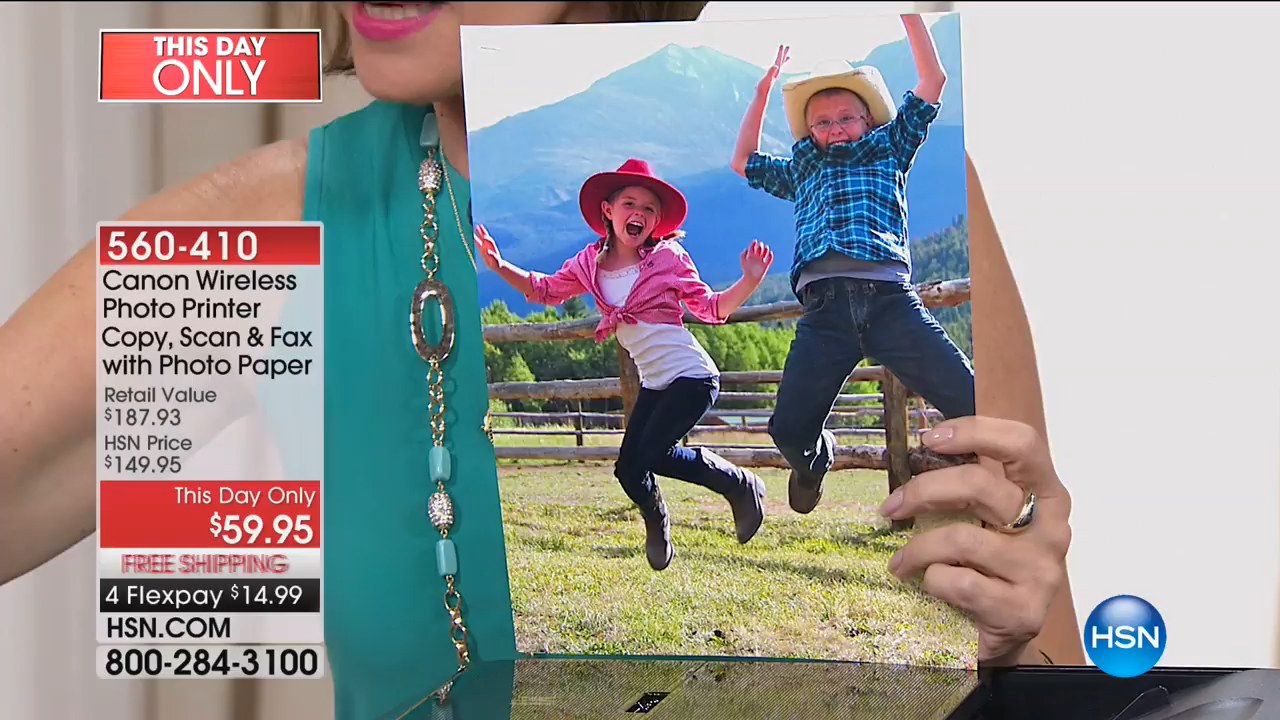 THIS DAY
ONLY
560-410
Canon Wireless
Photo Printer
Copy, Scan & Fax
with Photo Paper
Retail Value
$187.93
HSN Price
$149.95
This Day Only
$59.95
FREE SHIPPING
4 Flexpay $14.99
HSN.COM
800-284-3100
HSN